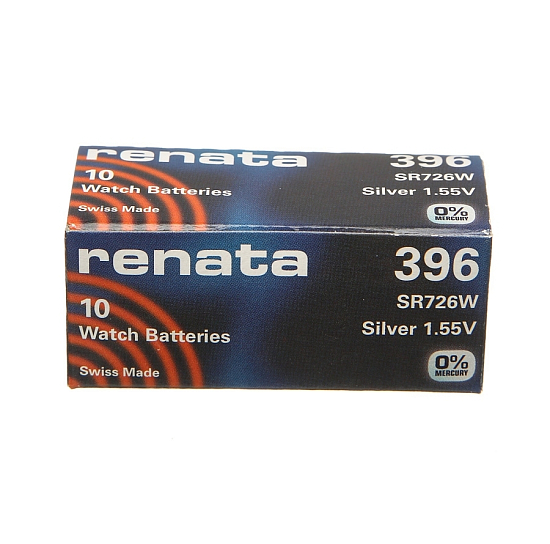 renata
396
10
SR726W
Watch Batteries
Silver 1.55V
Swiss Made
0%
MERCURY
renata
396
10
SR726W
Watch Batteries
Silver 1.55V
Swiss Made
0%
MERCURY